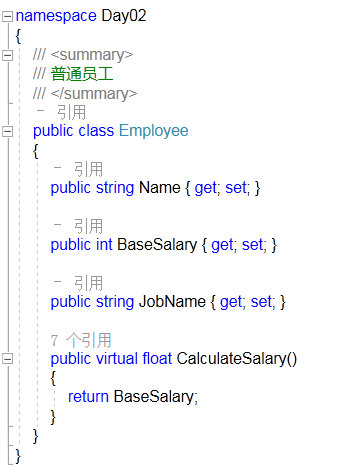 namespace Day02
{
/// <summary>
/// 普通员工
/// </summary>
- 引用
public class Employee
{
- 引用
public string Name { get; set; }
- 引用
public int BaseSalary { get; set; }
- 引用
public string JobName { get; set; }
7 个引用
public virtual float CalculateSalary()
{
return BaseSalary;
}
}
}